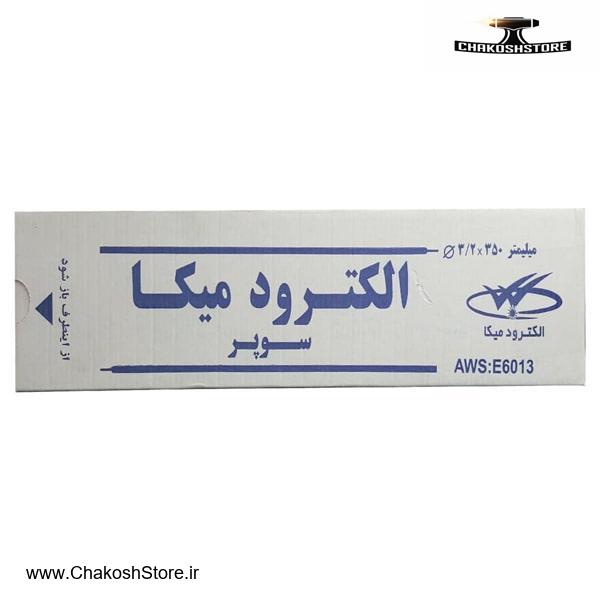 CHAKOSHSTORE
Ø ۳/۲ × ۳۵۰ میلیمتر
الکترود میکا
سوپر
الکترود میکا
AWS:E6013
از اینطرف باز شود
www.ChakoshStore.ir